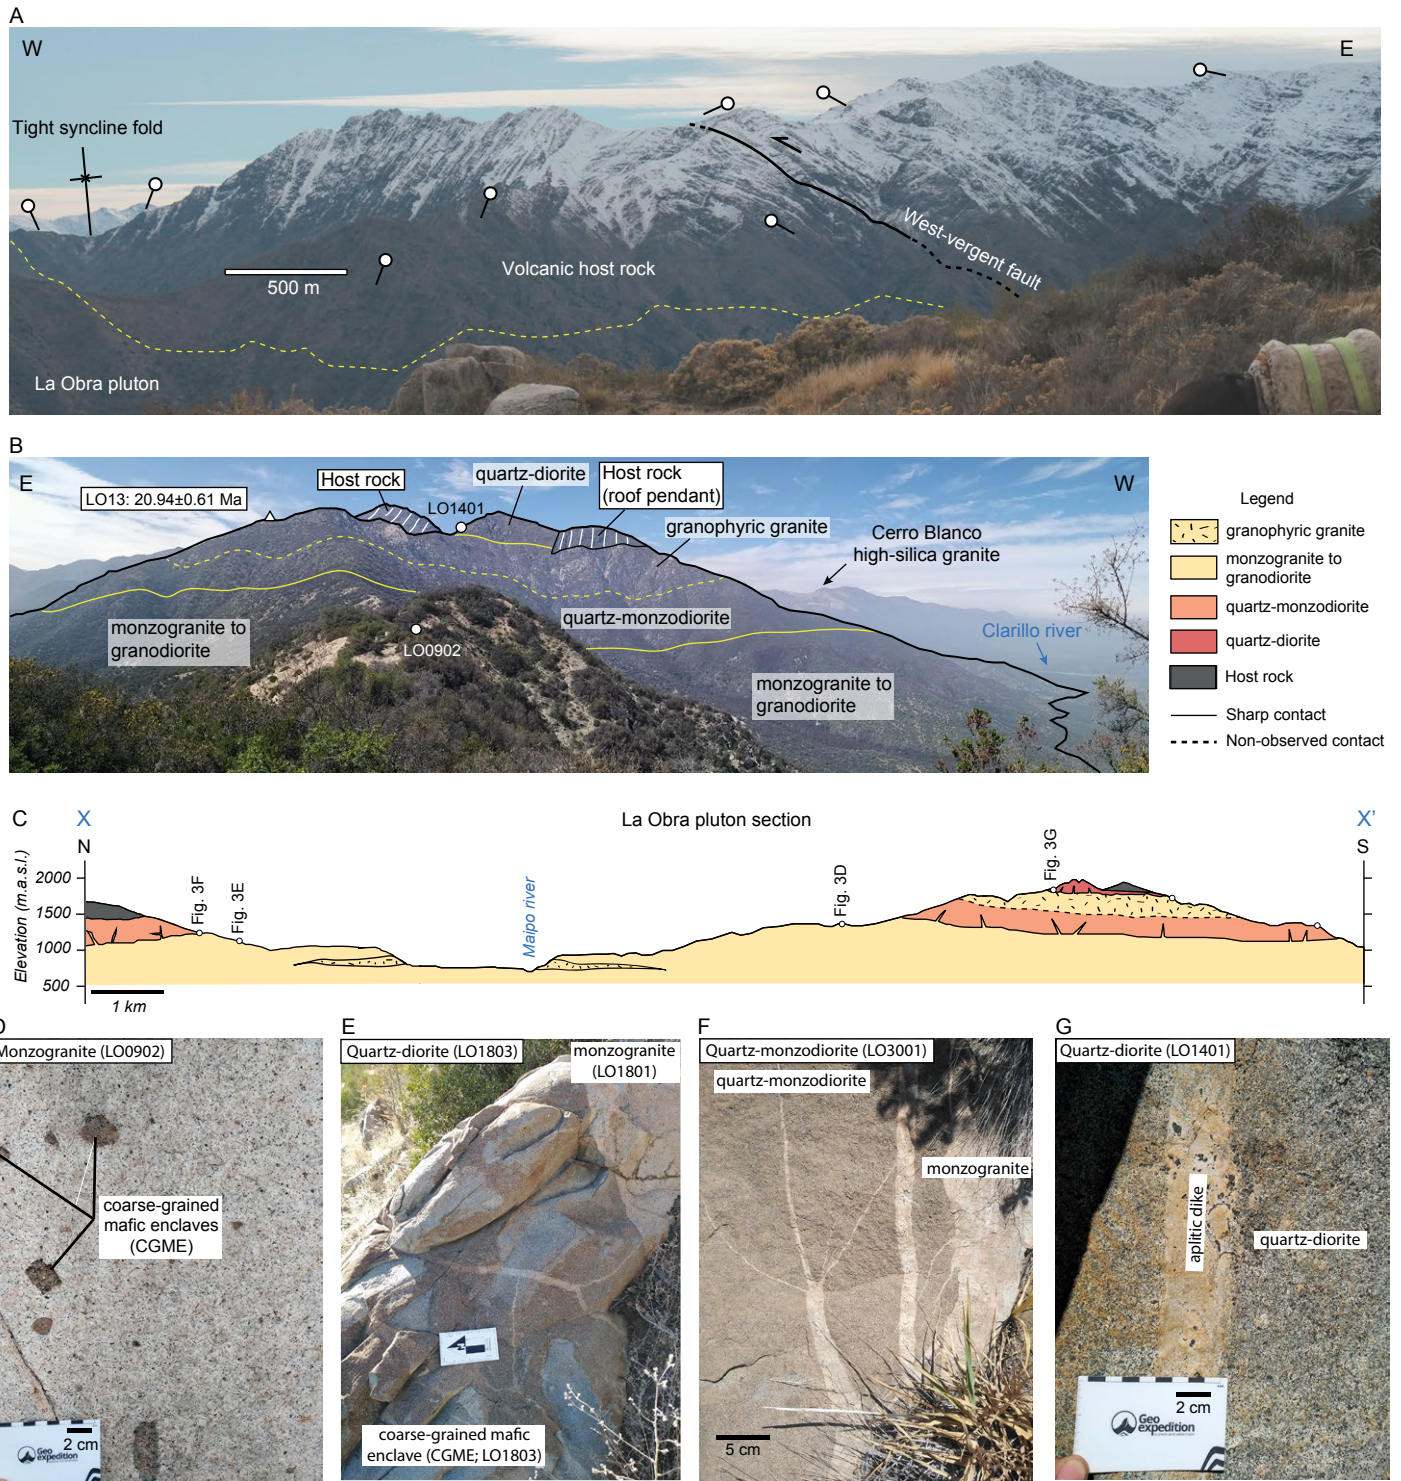 A
W
E
Tight syncline fold
500 m
Volcanic host rock
West-vergent fault
La Obra pluton
B
E
LO13: 20.94±0.61 Ma
Host rock
quartz-diorite
LO1401
Host rock
(roof pendant)
granophyric granite
Cerro Blanco
high-silica granite
W
monzogranite to
granodiorite
LO0902
quartz-monzodiorite
Clarillo river
monzogranite to
granodiorite
Legend
granophyric granite
monzogranite to
granodiorite
quartz-monzodiorite
quartz-diorite
Host rock
Sharp contact
Non-observed contact
C
X
La Obra pluton section
X'
N
S
Elevation (m.a.s.l.)
2000
1500
1000
500
Fig. 3F
Fig. 3E
Maipo river
Fig. 3D
Fig. 3G
1 km
D
Monzogranite (LO0902)
coarse-grained
mafic enclaves
(CGME)
2 cm
Geo
expedition
E
Quartz-diorite (LO1803)
monzogranite
(LO1801)
coarse-grained mafic
enclave (CGME; LO1803)
F
Quartz-monzodiorite (LO3001)
quartz-monzodiorite
monzogranite
5 cm
G
Quartz-diorite (LO1401)
aplitic dike
quartz-diorite
2 cm
Geo
expedition